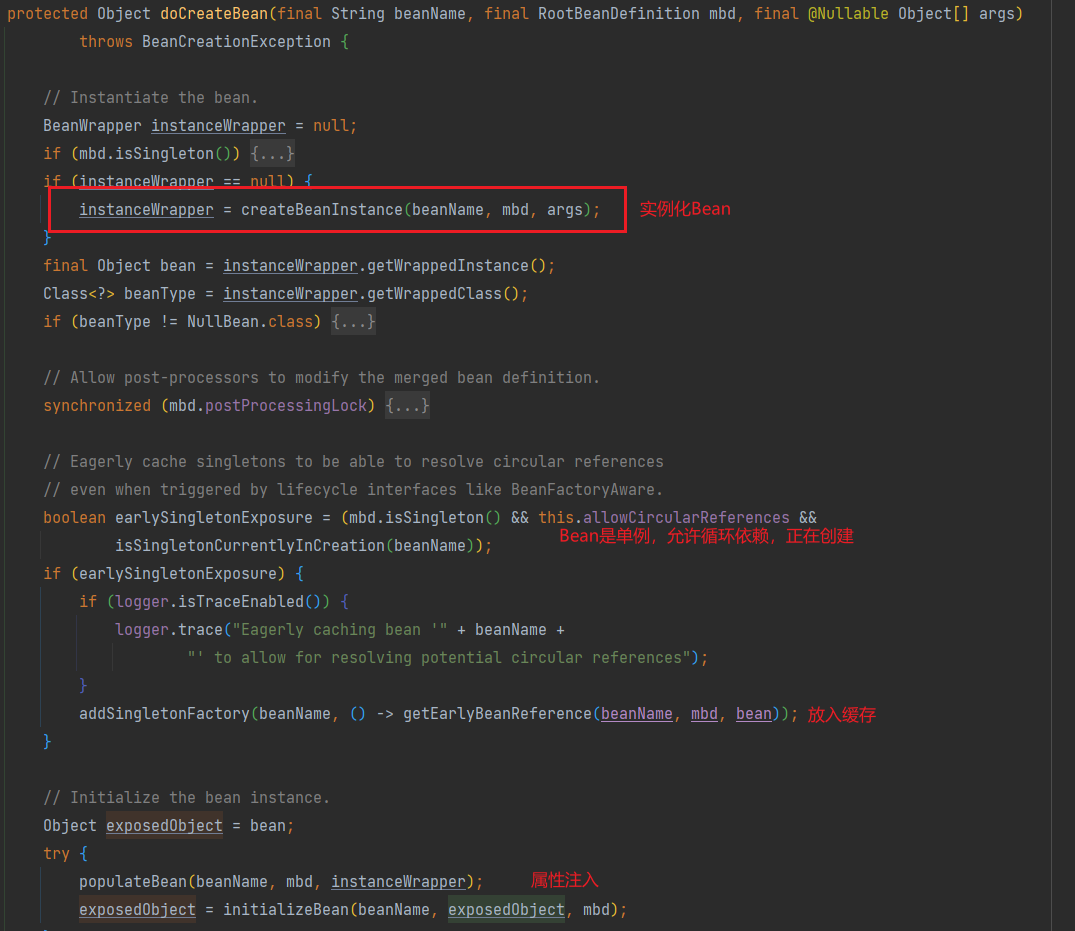 protected Object doCreateBean(final String beanName, final RootBeanDefinition mbd, final @Nullable Object[] args)
throws BeanCreationException {
// Instantiate the bean.
BeanWrapper instanceWrapper = null;
if (mbd.isSingleton()) {...}
if (instanceWrapper == null) {
instanceWrapper = createBeanInstance(beanName, mbd, args); 实例化Bean
}
final Object bean = instanceWrapper.getWrappedInstance();
Class<?> beanType = instanceWrapper.getWrappedClass();
if (beanType != NullBean.class) {...}
// Allow post-processors to modify the merged bean definition.
synchronized (mbd.postProcessingLock) {...}
// Eagerly cache singletons to be able to resolve circular references
// even when triggered by lifecycle interfaces like BeanFactoryAware.
boolean earlySingletonExposure = (mbd.isSingleton() && this.allowCircularReferences &&
isSingletonCurrentlyInCreation(beanName)); Bean是单例，允许循环依赖，正在创建
if (earlySingletonExposure) {
if (logger.isTraceEnabled()) {
logger.trace("Eagerly caching bean '" + beanName +
"' to allow for resolving potential circular references");
}
addSingletonFactory(beanName, () -> getEarlyBeanReference(beanName, mbd, bean)); 放入缓存
}
// Initialize the bean instance.
Object exposedObject = bean;
try {
populateBean(beanName, mbd, instanceWrapper); 属性注入
exposedObject = initializeBean(beanName, exposedObject, mbd);